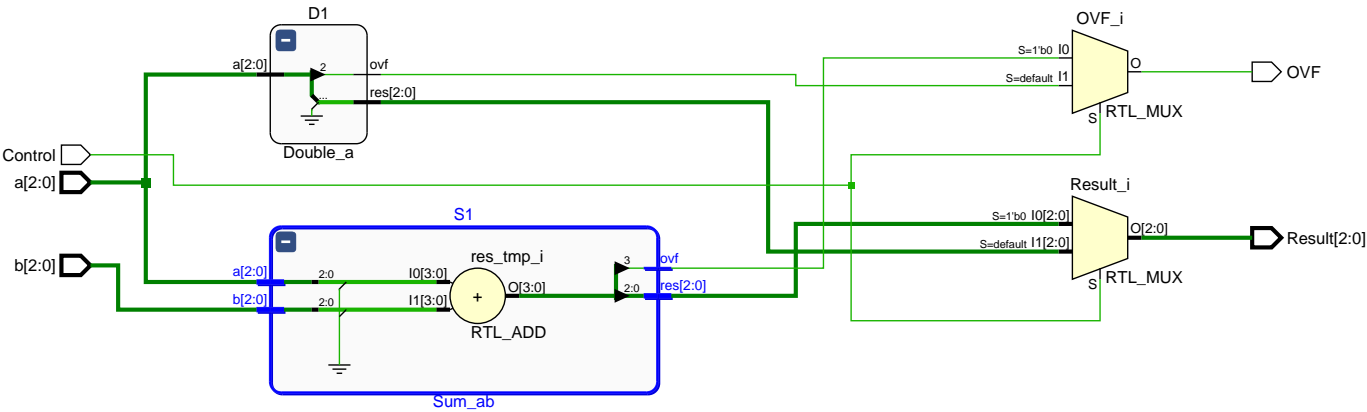 D1
a[2:0]
2
ovf
...
res[2:0]
Double_a
OVF_i
S=1'b0 I0
S=default I1
O
S
RTL_MUX
OVF
Control
a[2:0]
b[2:0]
S1
a[2:0]
b[2:0]
2:0
2:0
I0[3:0]
I1[3:0]
res_tmp_i
+
O[3:0]
RTL_ADD
3
2:0
ovf
res[2:0]
Sum_ab
Result_i
S=1'b0 I0[2:0]
S=default I1[2:0]
O[2:0]
S
RTL_MUX
Result[2:0]